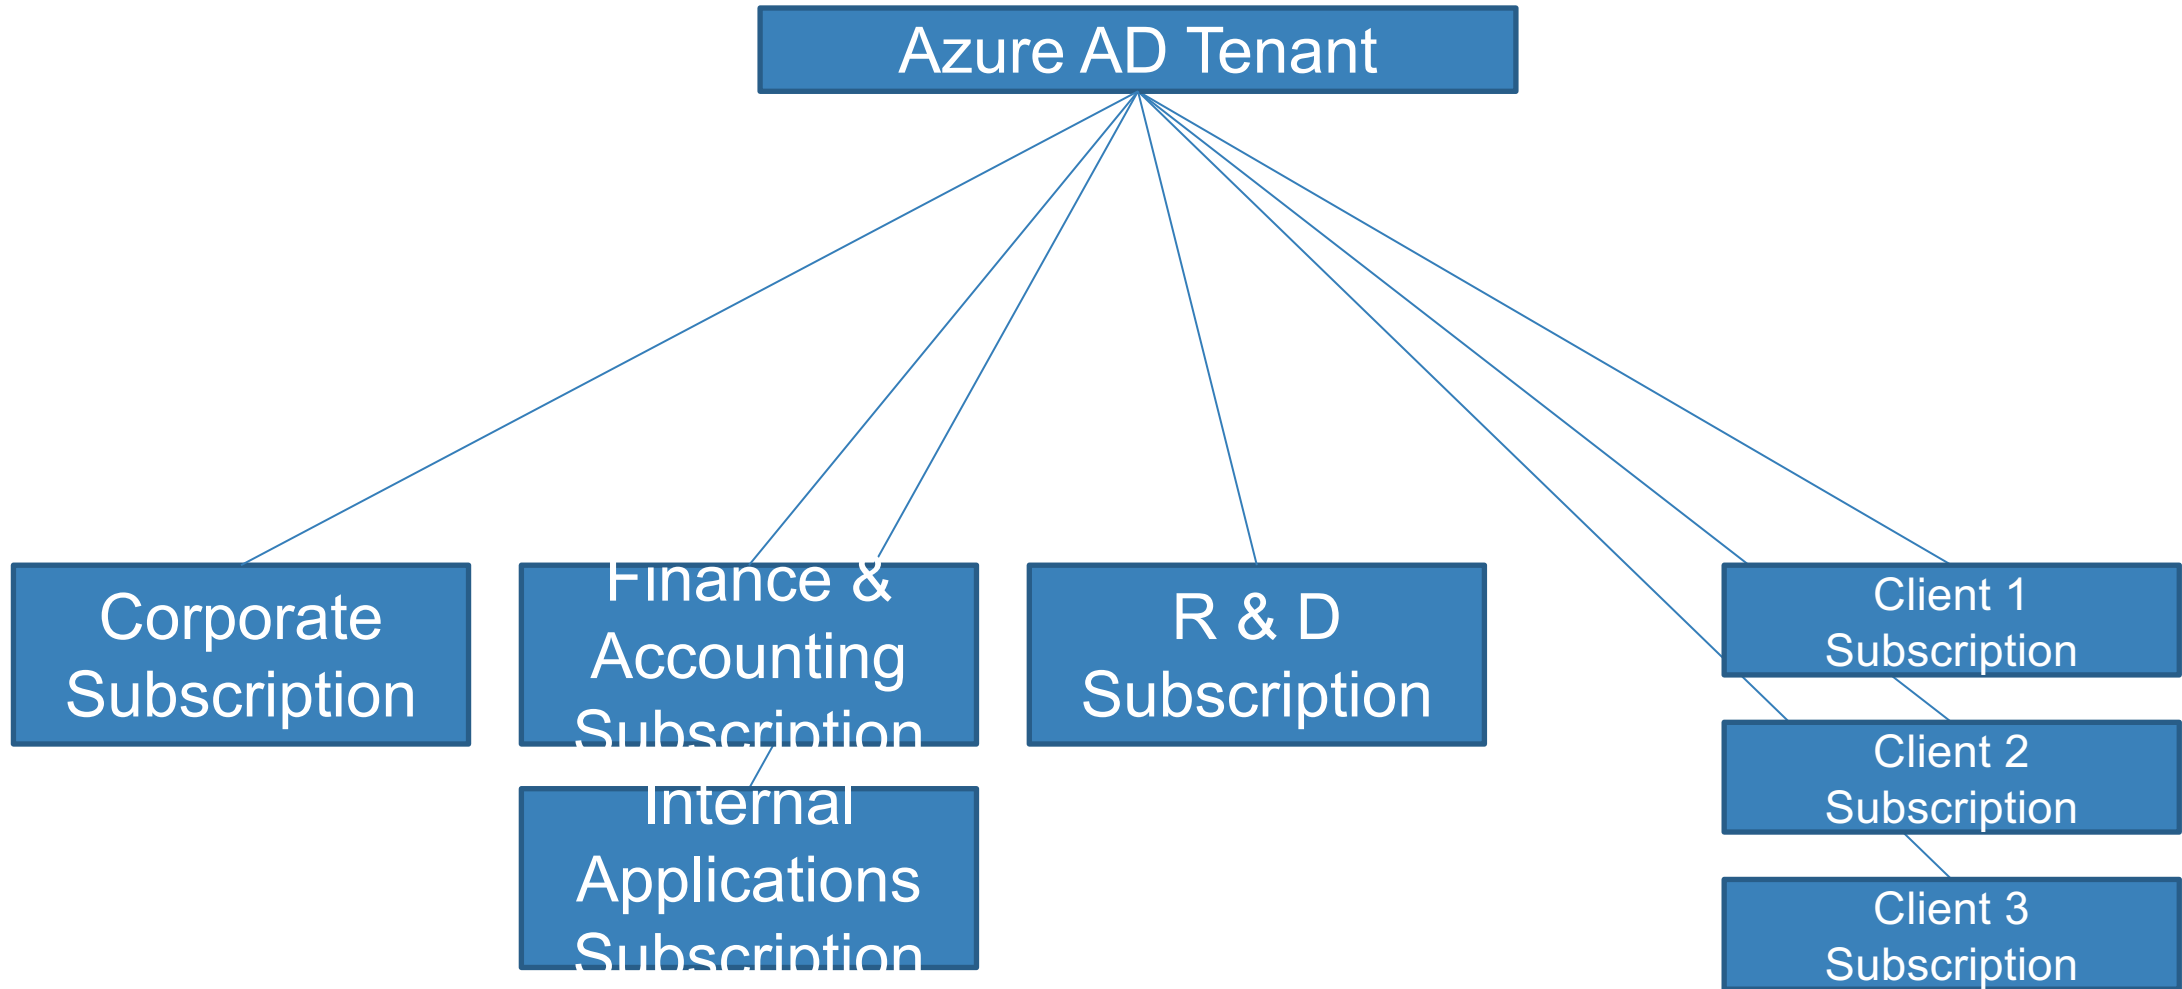 Azure AD Tenant
Corporate
Subscription
Finance &
Accounting
Subscription
R & D
Subscription
Client 1
Subscription
Client 2
Subscription
Internal
Applications
Subscription
Client 3
Subscription